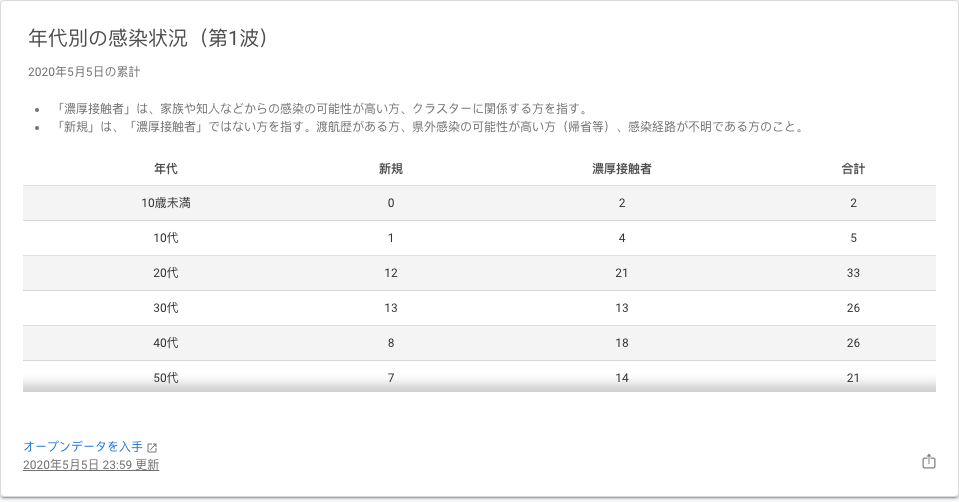 年代別の感染状況（第1波）
2020年5月5日の累計
• 「濃厚接触者」は、家族や知人などからの感染の可能性が高い方、クラスターに関係する方を指す。
• 「新規」は、「濃厚接触者」ではない方を指す。渡航歴がある方、県外感染の可能性が高い方（帰省等）、感染経路が不明である方のこと。
年代 新規 濃厚接触者 合計
10歳未満 0 2 2
10代 1 4 5
20代 12 21 33
30代 13 13 26
40代 8 18 26
50代 7 14 21
オープンデータを入手
2020年5月5日 23:59 更新